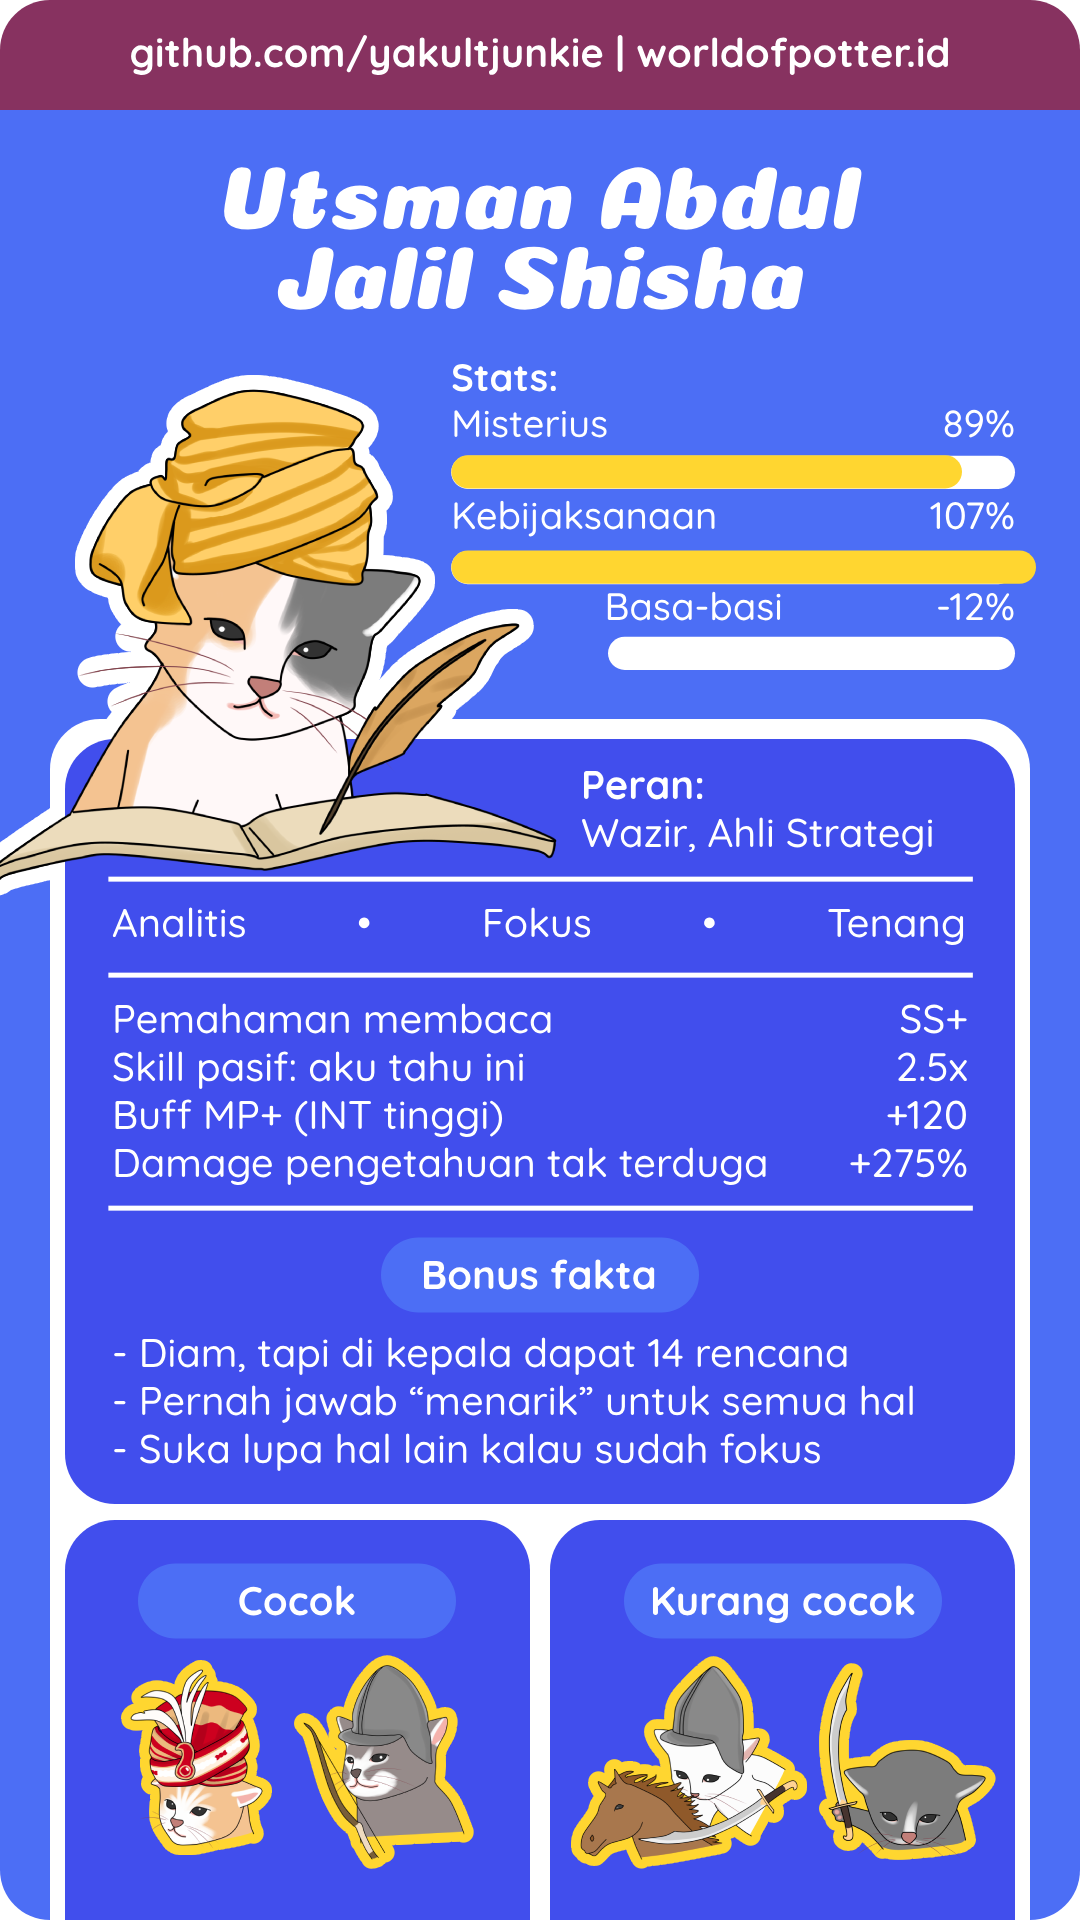 github.com/yakultjunkie | worldofpotter.id
Utsman Abdul
Jalil Shisha
Stats:
Misterius 89%
Kebijaksanaan 107%
Basa-basi -12%
Peran:
Wazir, Ahli Strategi
Analitis • Fokus • Tenang
Pemahaman membaca SS+
Skill pasif: aku tahu ini 2.5x
Buff MP+ (INT tinggi) +120
Damage pengetahuan tak terduga +275%
Bonus fakta
- Diam, tapi di kepala dapat 14 rencana
- Pernah jawab “menarik” untuk semua hal
- Suka lupa hal lain kalau sudah fokus
Cocok
Kurang cocok